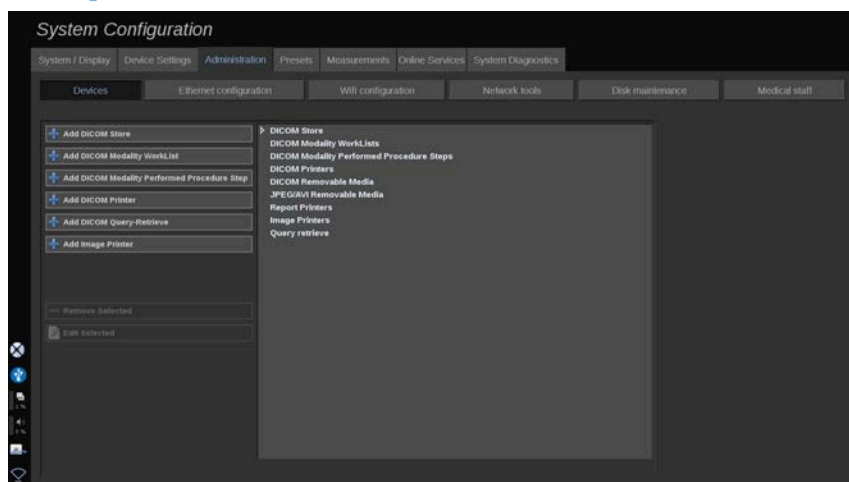 System Configuration
System / Display Device Settings Administration Presets Measurements Online Services System Diagnostics
Devices Ethernet configuration Wifi configuration Network tools Disk maintenance Medical staff
Add DICOM Store
Add DICOM Modality WorkList
Add DICOM Modality Performed Procedure Step
Add DICOM Printer
Add DICOM Query-Retrieve
Add Image Printer
Remove Selected
Edit Selected
DICOM Store
DICOM Modality WorkLists
DICOM Modality Performed Procedure Steps
DICOM Printers
DICOM Removable Media
JPEG/AVI Removable Media
Report Printers
Image Printers
Query retrieve